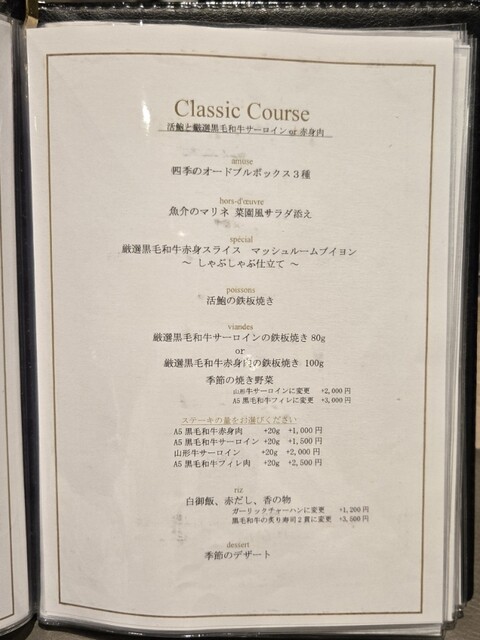 Classic Course
活鮑と厳選黒毛和牛サーロイン or 赤身肉
amuse
四季のオードブルボックス3種
hors-d'œuvre
魚介のマリネ 菜園風サラダ添え
spécial
厳選黒毛和牛赤身スライス マッシュルームブイヨン
～ しゃぶしゃぶ仕立て ～
poissons
活鮑の鉄板焼き
viandes
厳選黒毛和牛サーロインの鉄板焼き 80g
or
厳選黒毛和牛赤身肉の鉄板焼き 100g
季節の焼き野菜
山形牛サーロインに変更 +2,000円
A5黒毛和牛フィレに変更 +3,000円
ステーキの量をお選びください
A5黒毛和牛赤身肉 +20g +1,000円
A5黒毛和牛サーロイン +20g +1,500円
山形牛サーロイン +20g +2,000円
A5黒毛和牛フィレ肉 +20g +2,500円
riz
白御飯、赤だし、香の物
ガーリックチャーハンに変更 +1,200円
黒毛和牛の炙り寿司2貫に変更 +3,500円
dessert
季節のデザート